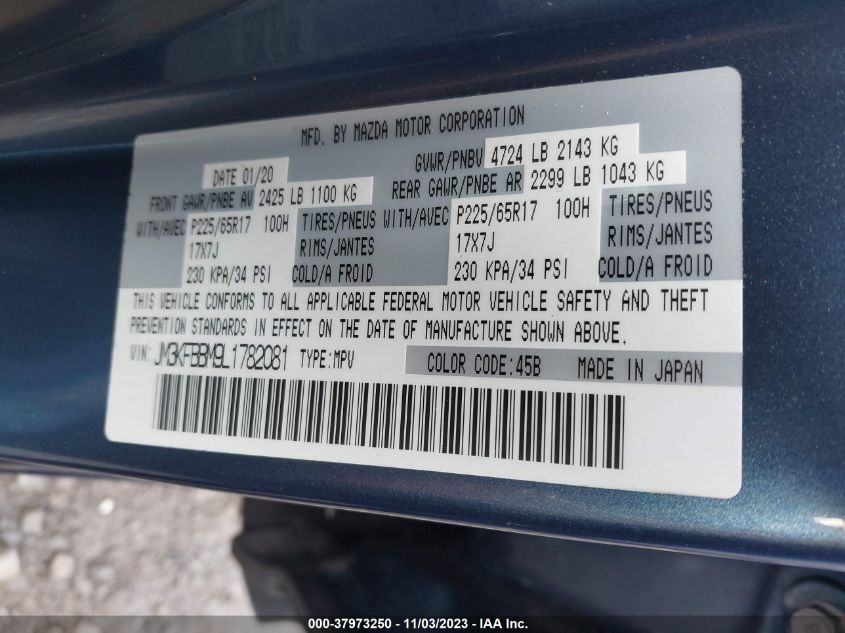 MFD. BY MAZDA MOTOR CORPORATION
DATE 01/20 GVWR/PNBV 4724 LB 2143 KG
FRONT GAWR/PNBE AV 2425 LB 1100 KG REAR GAWR/PNBE AR 2299 LB 1043 KG
WITH/AVEC P225/65R17 100H TIRES/PNEUS WITH/AVEC P225/65R17 100H TIRES/PNEUS
17X7J RIMS/JANTES 17X7J RIMS/JANTES
230 KPA/34 PSI COLD/A FROID 230 KPA/34 PSI COLD/A FROID
THIS VEHICLE CONFORMS TO ALL APPLICABLE FEDERAL MOTOR VEHICLE SAFETY AND THEFT
PREVENTION STANDARDS IN EFFECT ON THE DATE OF MANUFACTURE SHOWN ABOVE.
VIN: JM3KFBBM9L1782081 TYPE:MPV COLOR CODE:45B MADE IN JAPAN
000-37973250 - 11/03/2023 - IAA Inc.